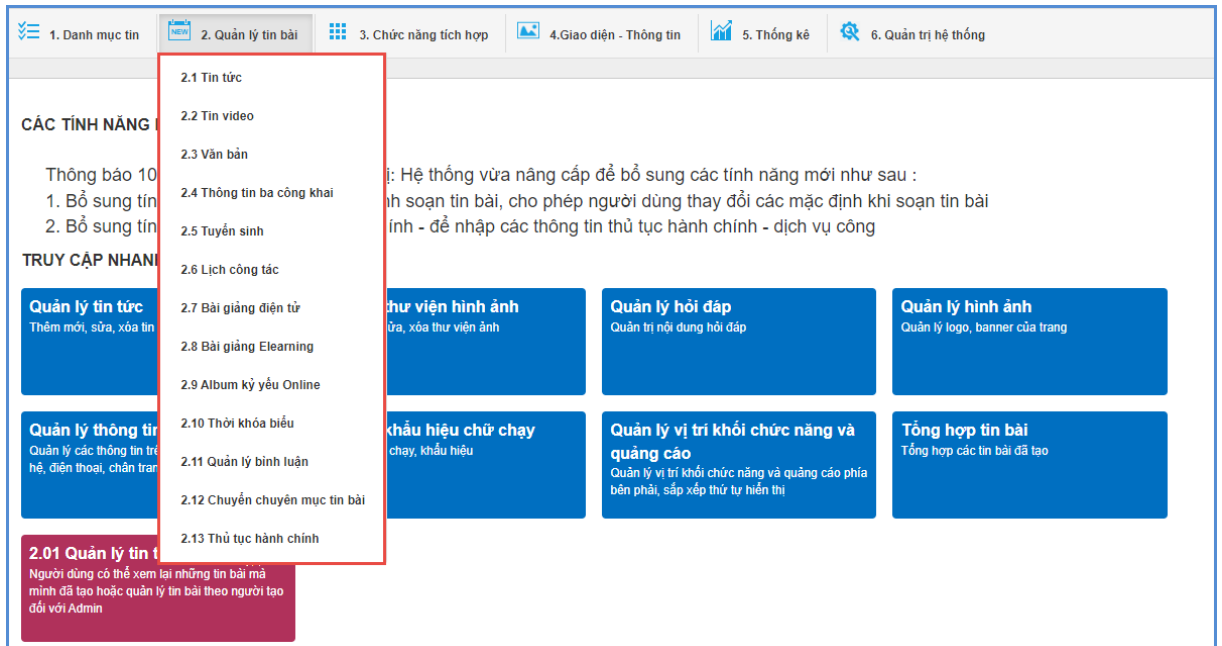 1. Danh mục tin
NEW 2. Quản lý tin bài
3. Chức năng tích hợp
4.Giao diện - Thông tin
5. Thống kê
6. Quản trị hệ thống
2.1 Tin tức
2.2 Tin video
2.3 Văn bản
2.4 Thông tin ba công khai
2.5 Tuyển sinh
2.6 Lịch công tác
2.7 Bài giảng điện tử
2.8 Bài giảng Elearning
2.9 Album kỷ yếu Online
2.10 Thời khóa biểu
2.11 Quản lý bình luận
2.12 Chuyển chuyên mục tin bài
2.13 Thủ tục hành chính
CÁC TÍNH NĂNG
Thông báo 10 ị: Hệ thống vừa nâng cấp để bổ sung các tính năng mới như sau :
1. Bổ sung tín nh soạn tin bài, cho phép người dùng thay đổi các mặc định khi soạn tin bài
2. Bổ sung tín ính - để nhập các thông tin thủ tục hành chính - dịch vụ công
TRUY CẬP NHANH
Quản lý tin tức
Thêm mới, sửa, xóa tin
thư viện hình ảnh
ửa, xóa thư viện ảnh
Quản lý hỏi đáp
Quản trị nội dung hỏi đáp
Quản lý hình ảnh
Quản lý logo, banner của trang
Quản lý thông tin
Quản lý các thông tin trê
hệ, điện thoại, chân tran
khẩu hiệu chữ chạy
chạy, khẩu hiệu
Quản lý vị trí khối chức năng và
quảng cáo
Quản lý vị trí khối chức năng và quảng cáo phía
bên phải, sắp xếp thứ tự hiển thị
Tổng hợp tin bài
Tổng hợp các tin bài đã tạo
2.01 Quản lý tin t
Người dùng có thể xem lại những tin bài mà
mình đã tạo hoặc quản lý tin bài theo người tạo
đối với Admin